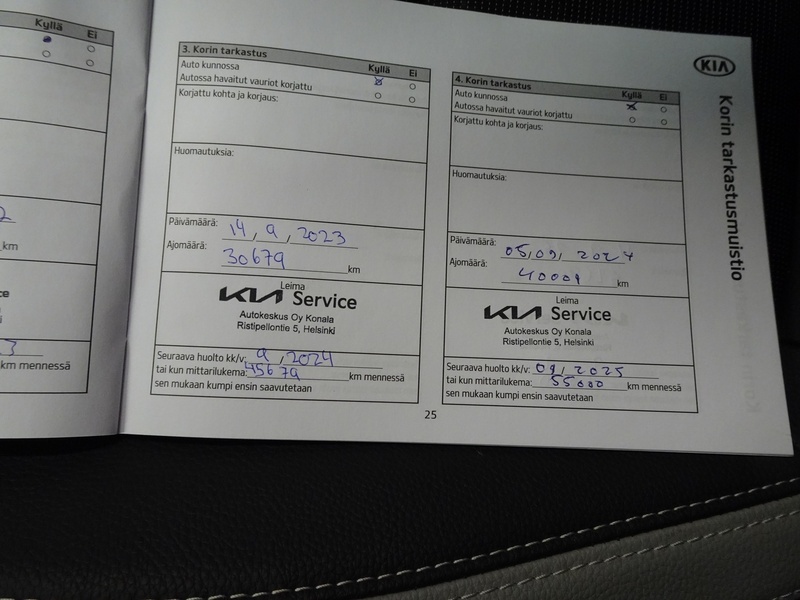 Kyllä Ei
2
km
3
km mennessä
3. Korin tarkastus
Kyllä Ei
Auto kunnossa
Autossa havaitut vauriot korjattu
Korjattu kohta ja korjaus:
Huomautuksia:
Päivämäärä: 14, 9, 2023
Ajomäärä: 30679 km
Leima
KIA Service
Autokeskus Oy Konala
Ristipellontie 5, Helsinki
Seuraava huolto kk/v: 9, 2024
tai kun mittarilukema: 45679 km mennessä
sen mukaan kumpi ensin saavutetaan
4. Korin tarkastus
Kyllä Ei
Auto kunnossa
Autossa havaitut vauriot korjattu
Korjattu kohta ja korjaus:
Huomautuksia:
Päivämäärä: 05,09, 2024
Ajomäärä: 40001 km
Leima
KIA Service
Autokeskus Oy Konala
Ristipellontie 5, Helsinki
Seuraava huolto kk/v: 09, 2025
tai kun mittarilukema: 55000 km mennessä
sen mukaan kumpi ensin saavutetaan
25
KIA
Korin tarkastusmuistio